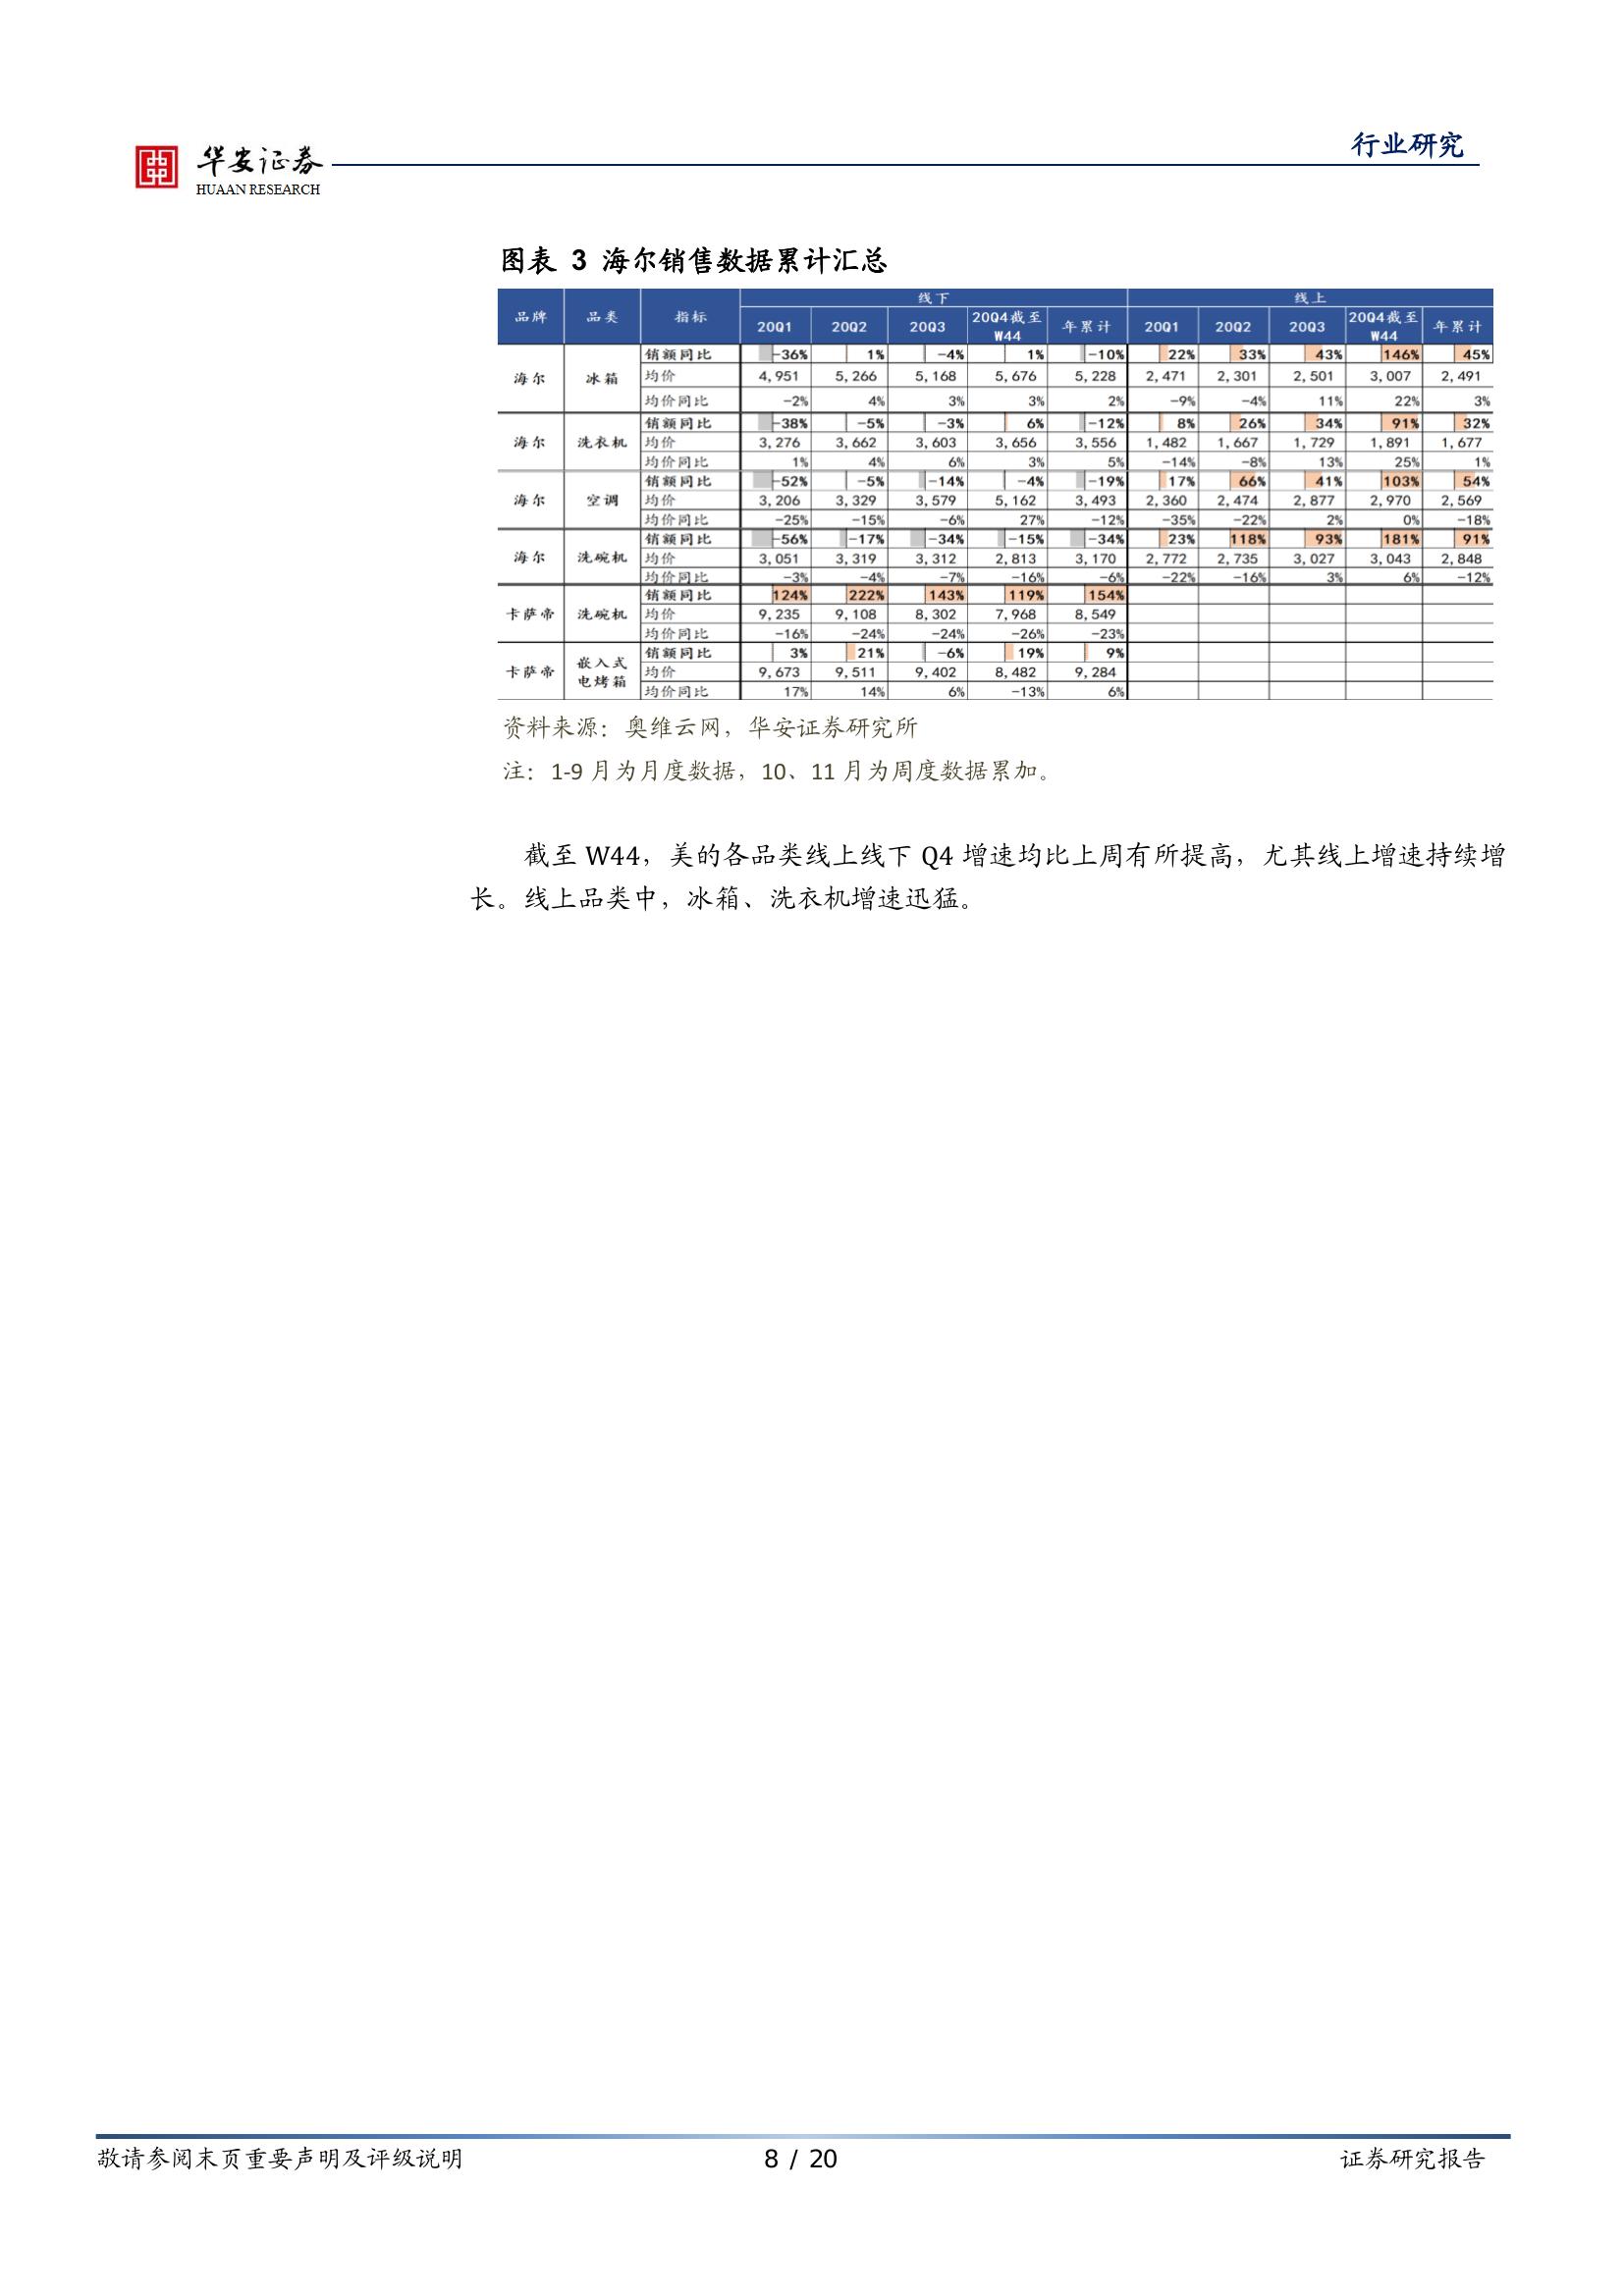 华安证券
HUAAN RESEARCH
行业研究
图表 3 海尔销售数据累计汇总
品牌 品类 指标 线下 线上
20Q1 20Q2 20Q3 20Q4截至W44 年累计 20Q1 20Q2 20Q3 20Q4截至W44 年累计
海尔 冰箱 销额同比 -36% 1% -4% 1% -10% 22% 33% 43% 146% 45%
均价 4,951 5,266 5,168 5,676 5,228 2,471 2,301 2,501 3,007 2,491
均价同比 -2% 4% 3% 3% 2% -9% -4% 11% 22% 3%
海尔 洗衣机 销额同比 -38% -5% -3% 6% -12% 8% 26% 34% 91% 32%
均价 3,276 3,662 3,603 3,656 3,556 1,482 1,667 1,729 1,891 1,677
均价同比 1% 4% 6% 3% 5% -14% -8% 13% 25% 1%
海尔 空调 销额同比 -52% -5% -14% -4% -19% 17% 66% 41% 103% 54%
均价 3,206 3,329 3,579 5,162 3,493 2,360 2,474 2,877 2,970 2,569
均价同比 -25% -15% -6% 27% -12% -35% -22% 2% 0% -18%
海尔 洗碗机 销额同比 -56% -17% -34% -15% -34% 23% 118% 93% 181% 91%
均价 3,051 3,319 3,312 2,813 3,170 2,772 2,735 3,027 3,043 2,848
均价同比 -3% -4% -7% -16% -6% -22% -16% 3% 6% -12%
卡萨帝 洗碗机 销额同比 124% 222% 143% 119% 154%
均价 9,235 9,108 8,302 7,968 8,549
均价同比 -16% -24% -24% -26% -23%
卡萨帝 嵌入式电烤箱 销额同比 3% 21% -6% 19% 9%
均价 9,673 9,511 9,402 8,482 9,284
均价同比 17% 14% 6% -13% 6%
资料来源：奥维云网，华安证券研究所
注：1-9 月为月度数据，10、11 月为周度数据累加。
截至 W44，美的各品类线上线下 Q4 增速均比上周有所提高，尤其线上增速持续增
长。线上品类中，冰箱、洗衣机增速迅猛。
敬请参阅末页重要声明及评级说明 8 / 20 证券研究报告